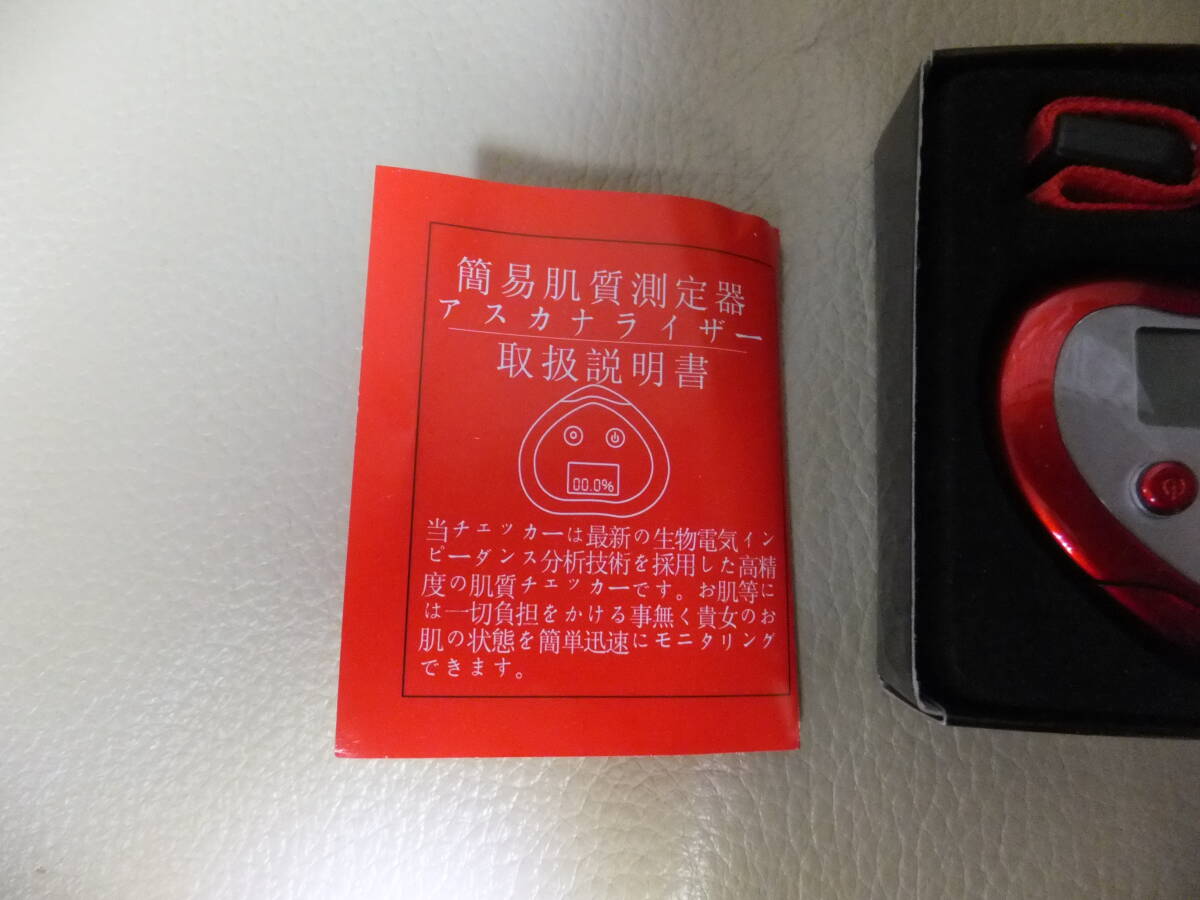 簡易肌質測定器
アスカナライザー
取扱説明書
00.0%
当チェッカーは最新の生物電気イン
ピーダンス分析技術を採用した高精
度の肌質チェッカーです。お肌等に
は一切負担をかける事無く貴女のお
肌の状態を簡単迅速にモニタリング
できます。